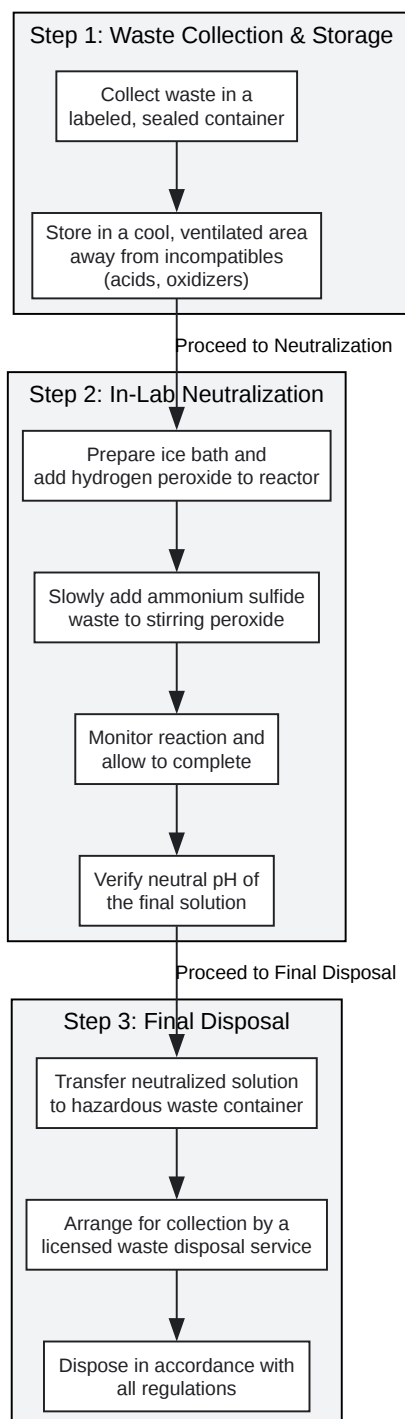 Step 1: Waste Collection & Storage
Collect waste in a
labeled, sealed container
Store in a cool, ventilated area
away from incompatibles
(acids, oxidizers)
Proceed to Neutralization
Step 2: In-Lab Neutralization
Prepare ice bath and
add hydrogen peroxide to reactor
Slowly add ammonium sulfide
waste to stirring peroxide
Monitor reaction and
allow to complete
Verify neutral pH of
the final solution
Proceed to Final Disposal
Step 3: Final Disposal
Transfer neutralized solution
to hazardous waste container
Arrange for collection by a
licensed waste disposal service
Dispose in accordance with
all regulations